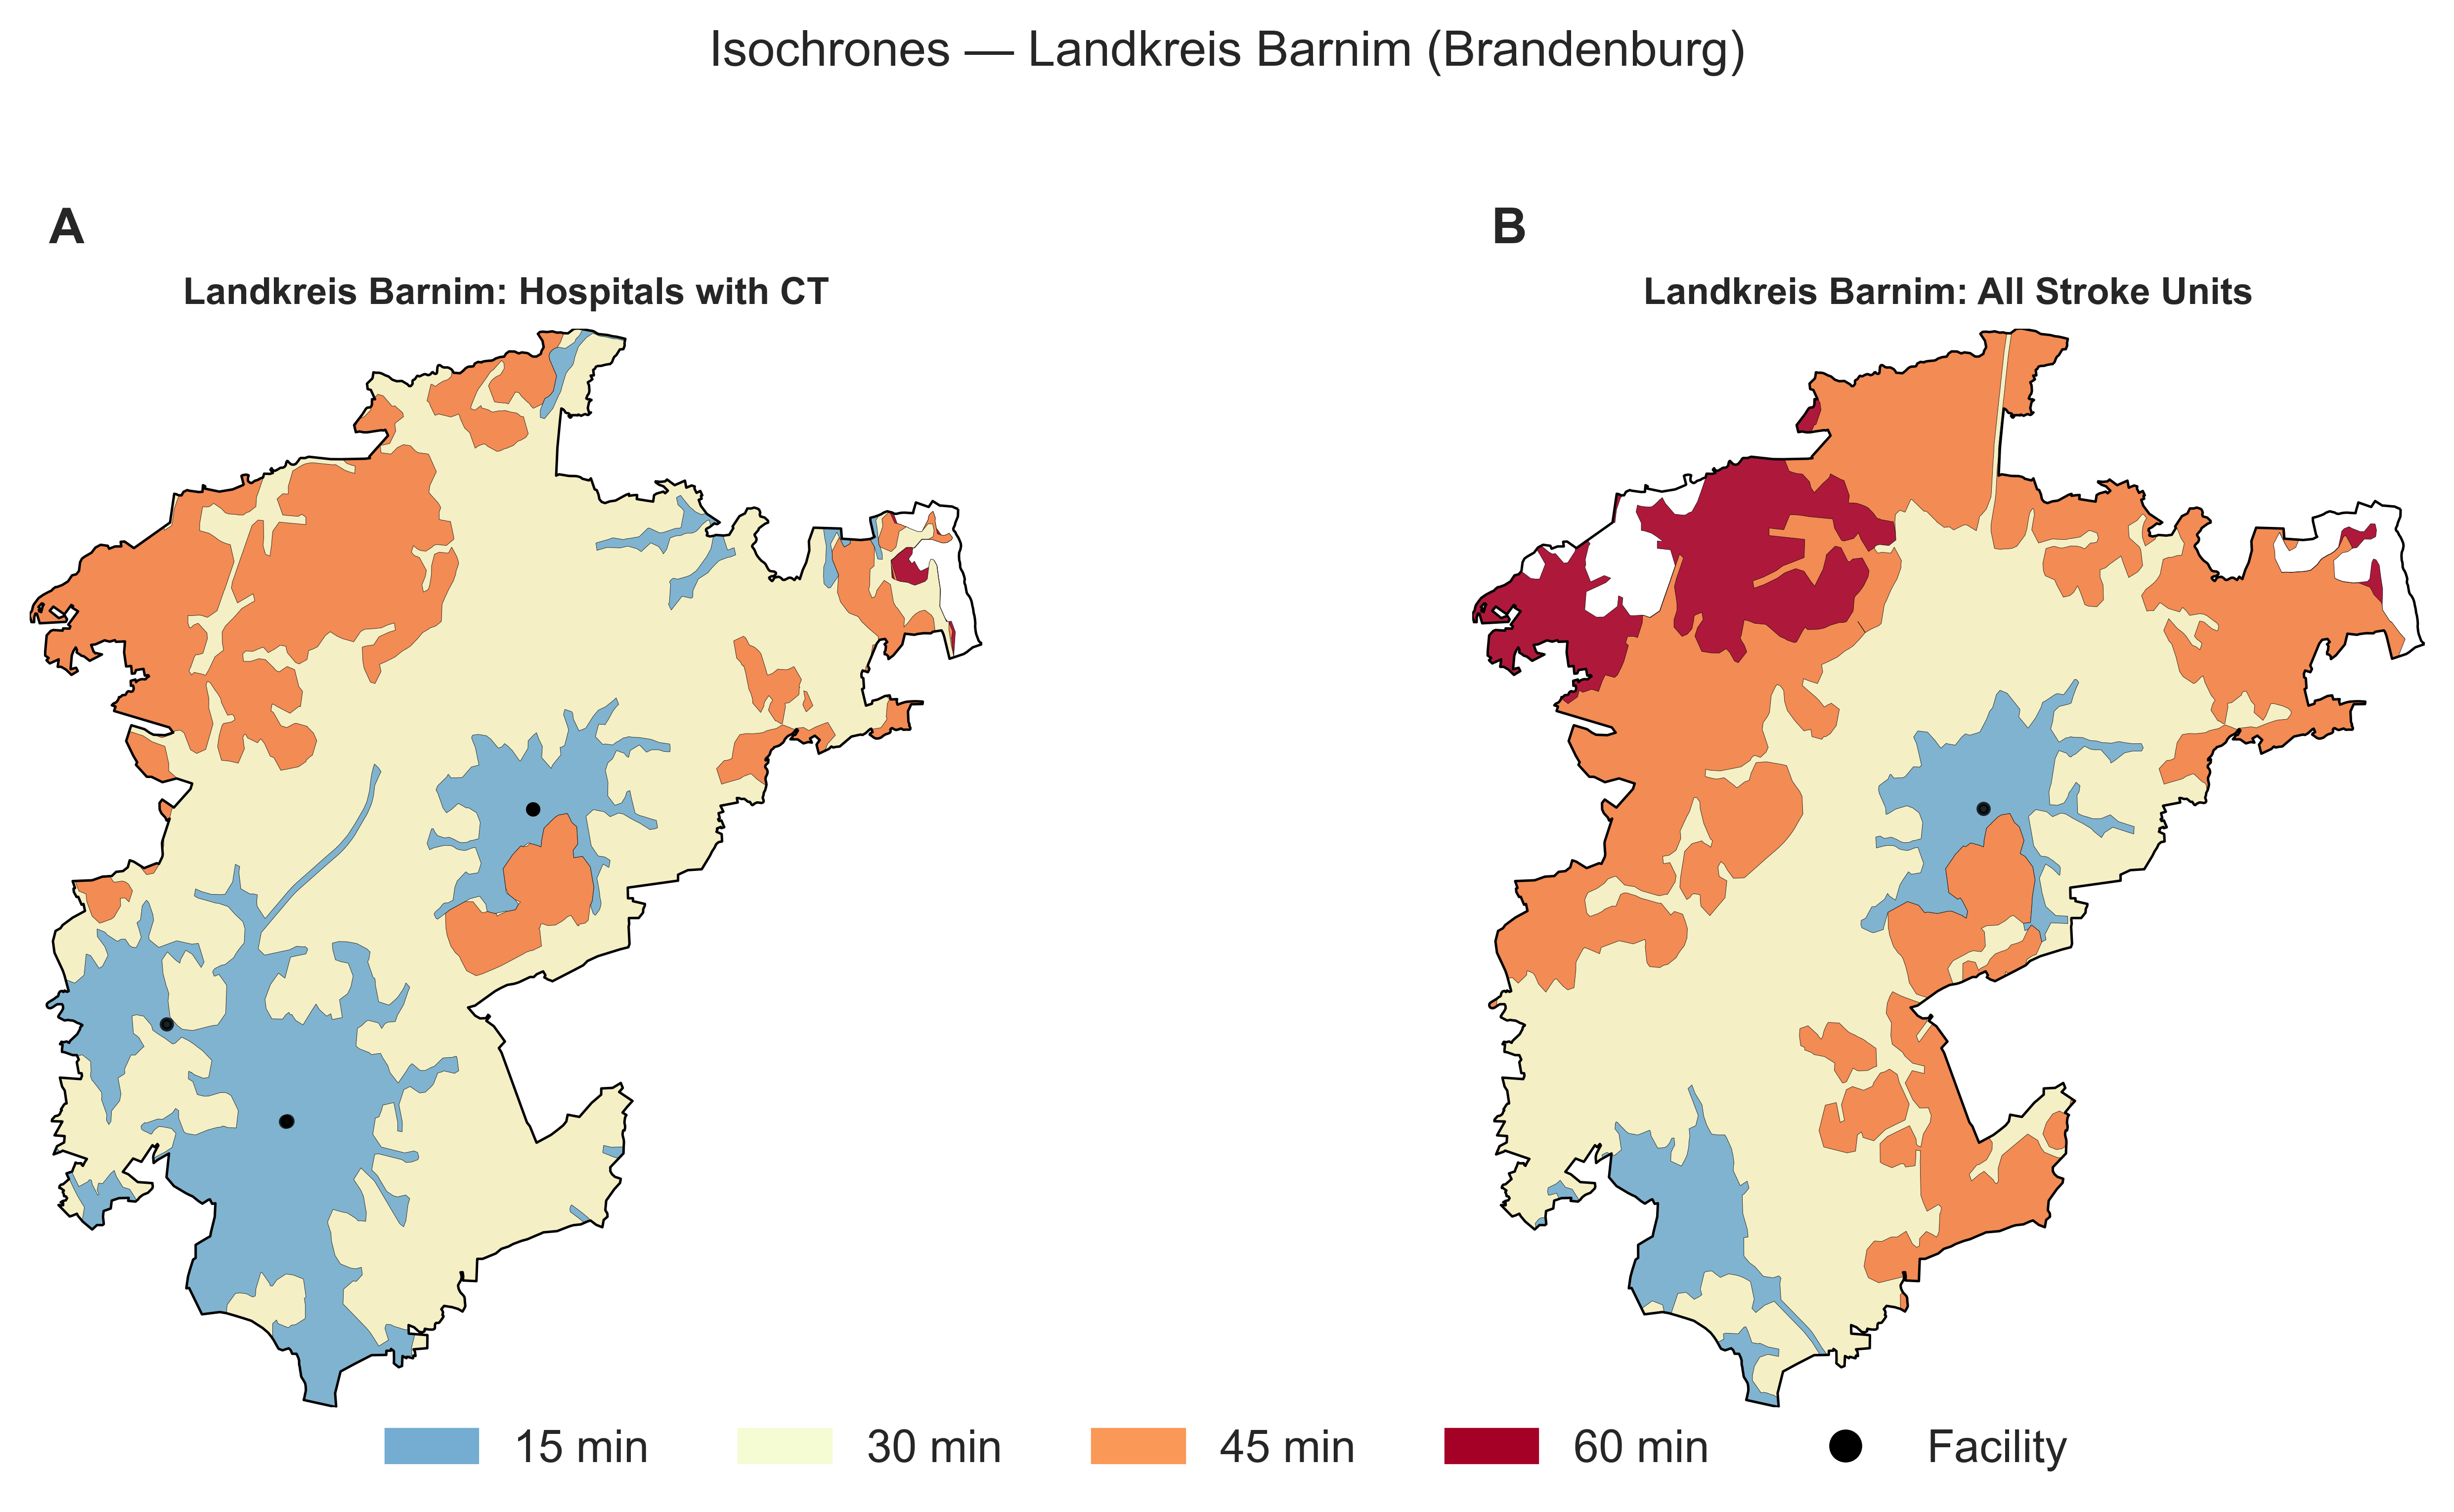 Isochrones — Landkreis Barnim (Brandenburg)
A
Landkreis Barnim: Hospitals with CT
B
Landkreis Barnim: All Stroke Units
15 min
30 min
45 min
60 min
Facility